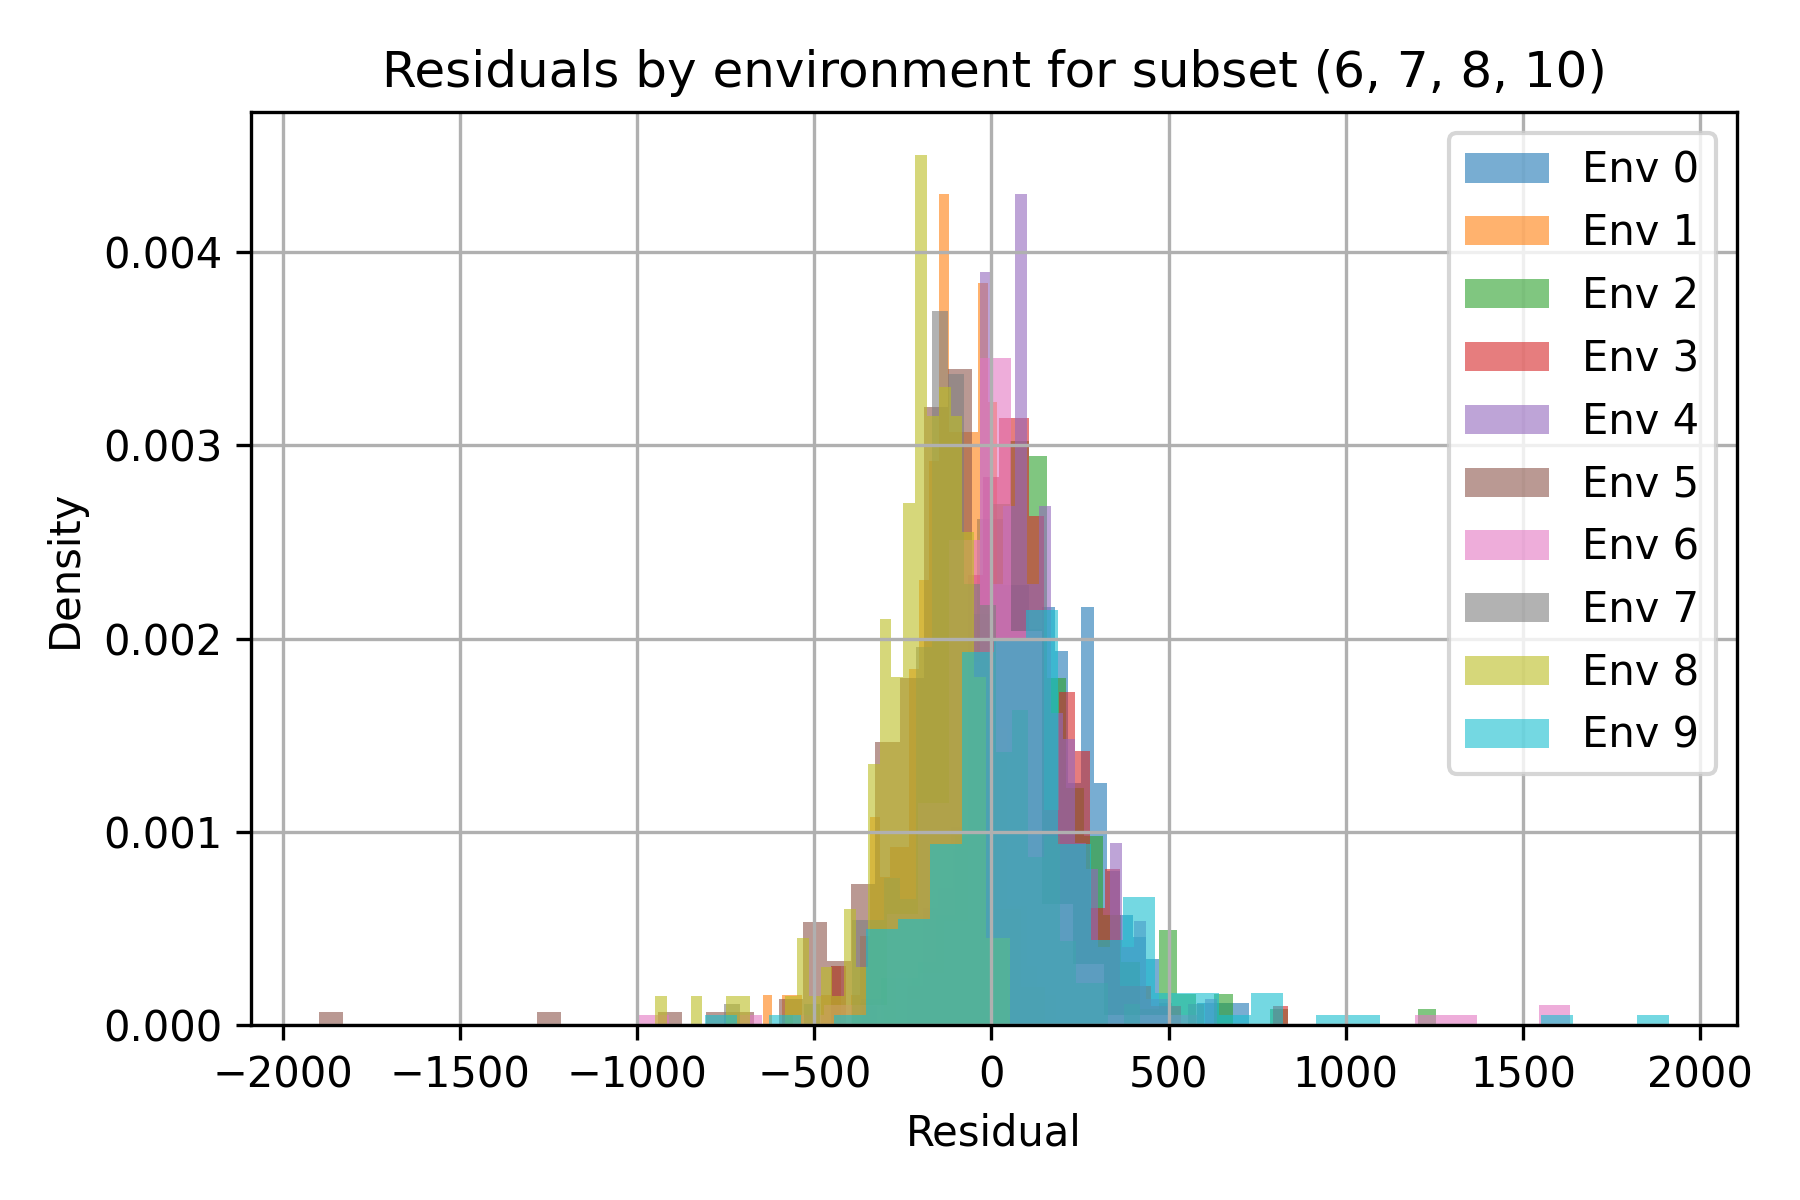 Residuals by environment for subset (6, 7, 8, 10)
Env 0
Env 1
Env 2
Env 3
Env 4
Env 5
Env 6
Env 7
Env 8
Env 9
Density
0.004
0.003
0.002
0.001
0.000
−2000 −1500 −1000 −500 0 500 1000 1500 2000
Residual